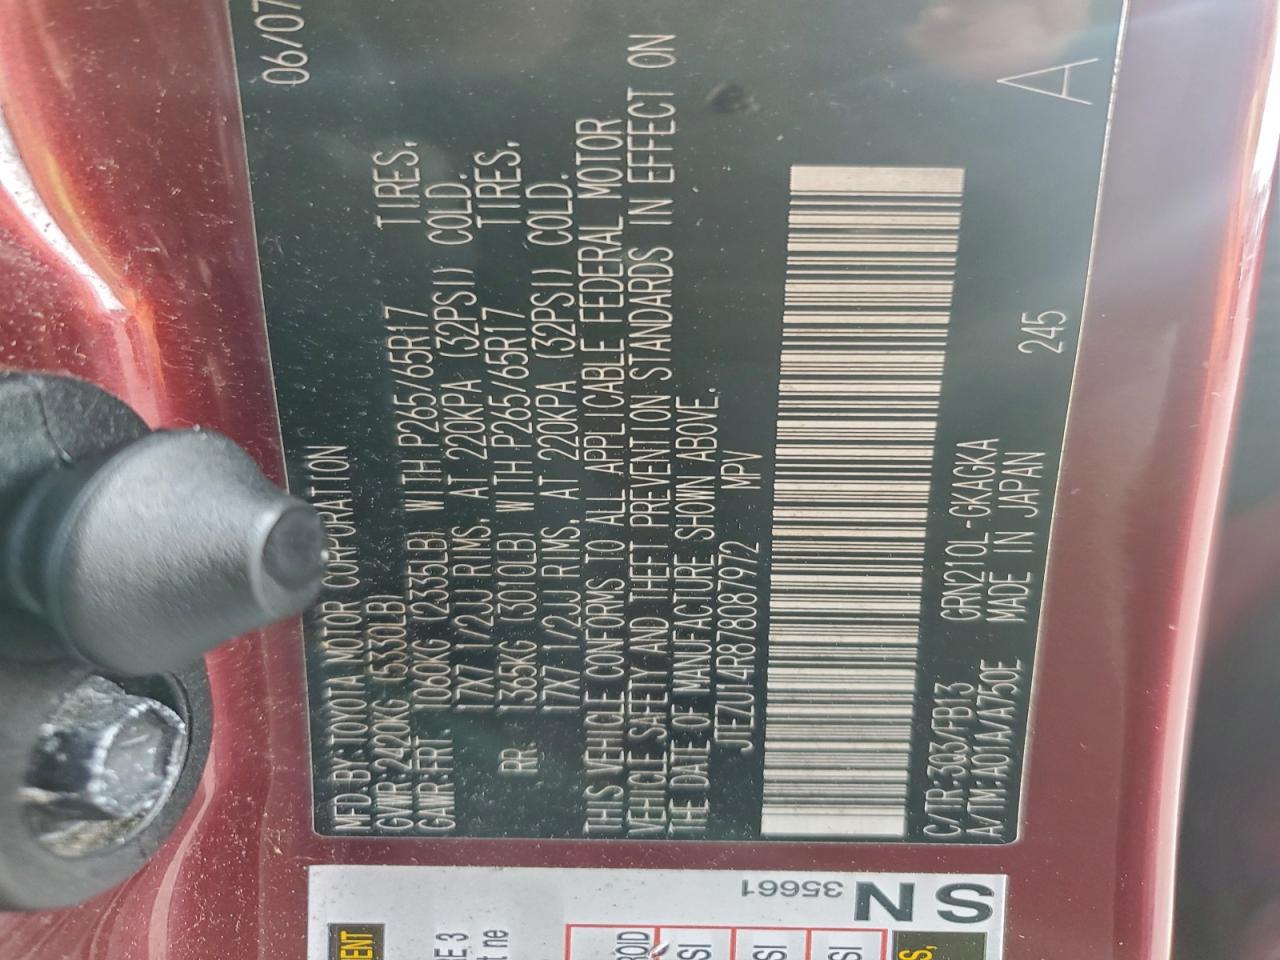 MFD.BY:TOYOTA MOTOR CORPORATION 06/07
GVWR:2420KG (5330LB)
GAWR:FRT. 1060KG (2335LB) WITH P265/65R17 TIRES,
17X7 1/2JJ RIMS, AT 220KPA (32PSI) COLD.
RR. 1365KG (3010LB) WITH P265/65R17 TIRES,
17X7 1/2JJ RIMS, AT 220KPA (32PSI) COLD.
THIS VEHICLE CONFORMS TO ALL APPLICABLE FEDERAL MOTOR
VEHICLE SAFETY AND THEFT PREVENTION STANDARDS IN EFFECT ON
THE DATE OF MANUFACTURE SHOWN ABOVE.
JTEZU14R878087972 MPV
C/TR:3Q3/FB13 GRN210L-GKAGKA
A/TM:A01A/A750E MADE IN JAPAN 245 A
35661
SN